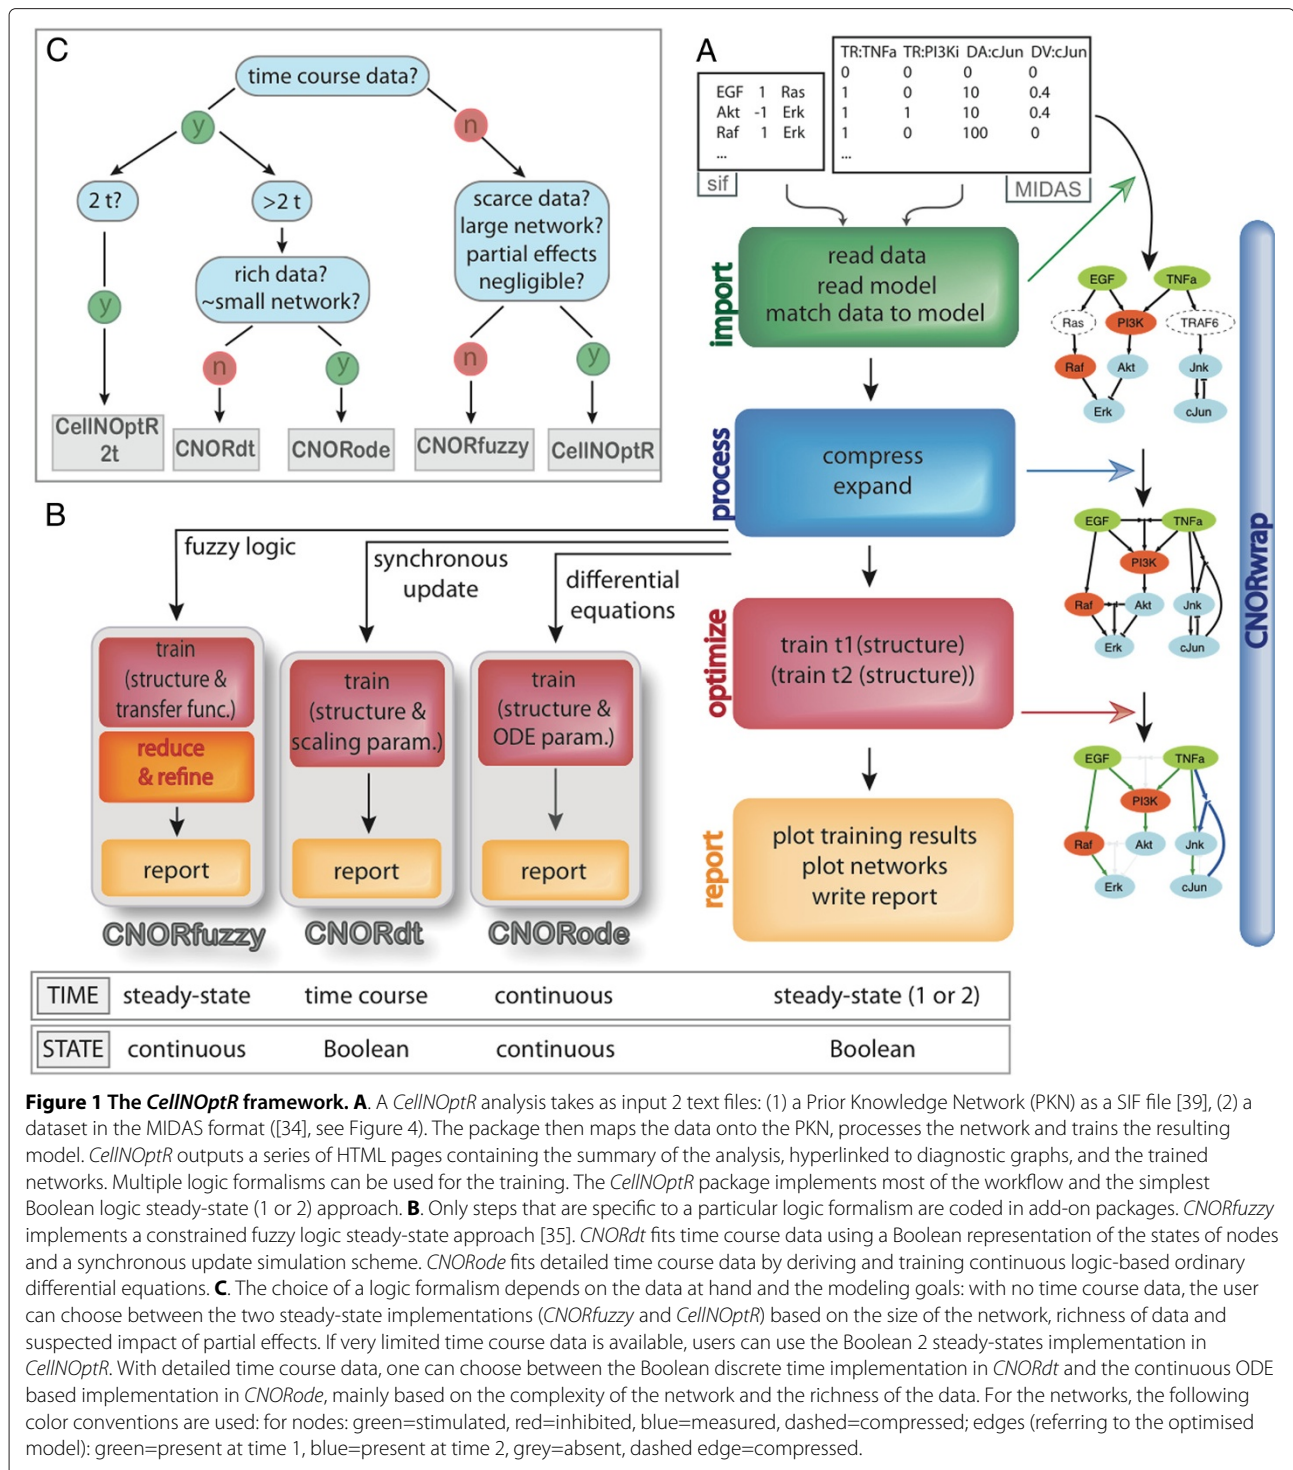 C
time course data?
y
n
2 t?
>2 t
scarce data?
large network?
partial effects
negligible?
rich data?
~small network?
y
n
y
n
y
CellNOptR
2t
CNORdt
CNORode
CNORfuzzy
CellNOptR
A
EGF 1 Ras
Akt -1 Erk
Raf 1 Erk
...
sif
TR:TNFa TR:PI3Ki DA:cJun DV:cJun
0 0 0 0
1 0 10 0.4
1 1 10 0.4
1 0 100 0
...
MIDAS
import
read data
read model
match data to model
process
compress
expand
optimize
train t1(structure)
(train t2 (structure))
report
plot training results
plot networks
write report
EGF TNFa
Ras PI3K TRAF6
Raf Akt Jnk
Erk cJun
EGF TNFa
PI3K
Raf Akt Jnk
Erk cJun
EGF TNFa
PI3K
Raf Akt Jnk
Erk cJun
CNORwrap
B
fuzzy logic
synchronous
update
differential
equations
train
(structure &
transfer func.)
reduce
& refine
report
CNORfuzzy
train
(structure &
scaling param.)
report
CNORdt
train
(structure &
ODE param.)
report
CNORode
TIME steady-state time course continuous steady-state (1 or 2)
STATE continuous Boolean continuous Boolean
Figure 1 The CellNOptR framework. A. A CellNOptR analysis takes as input 2 text files: (1) a Prior Knowledge Network (PKN) as a SIF file [39], (2) a
dataset in the MIDAS format ([34], see Figure 4). The package then maps the data onto the PKN, processes the network and trains the resulting
model. CellNOptR outputs a series of HTML pages containing the summary of the analysis, hyperlinked to diagnostic graphs, and the trained
networks. Multiple logic formalisms can be used for the training. The CellNOptR package implements most of the workflow and the simplest
Boolean logic steady-state (1 or 2) approach. B. Only steps that are specific to a particular logic formalism are coded in add-on packages. CNORfuzzy
implements a constrained fuzzy logic steady-state approach [35]. CNORdt fits time course data using a Boolean representation of the states of nodes
and a synchronous update simulation scheme. CNORode fits detailed time course data by deriving and training continuous logic-based ordinary
differential equations. C. The choice of a logic formalism depends on the data at hand and the modeling goals: with no time course data, the user
can choose between the two steady-state implementations (CNORfuzzy and CellNOptR) based on the size of the network, richness of data and
suspected impact of partial effects. If very limited time course data is available, users can use the Boolean 2 steady-states implementation in
CellNOptR. With detailed time course data, one can choose between the Boolean discrete time implementation in CNORdt and the continuous ODE
based implementation in CNORode, mainly based on the complexity of the network and the richness of the data. For the networks, the following
color conventions are used: for nodes: green=stimulated, red=inhibited, blue=measured, dashed=compressed; edges (referring to the optimised
model): green=present at time 1, blue=present at time 2, grey=absent, dashed edge=compressed.